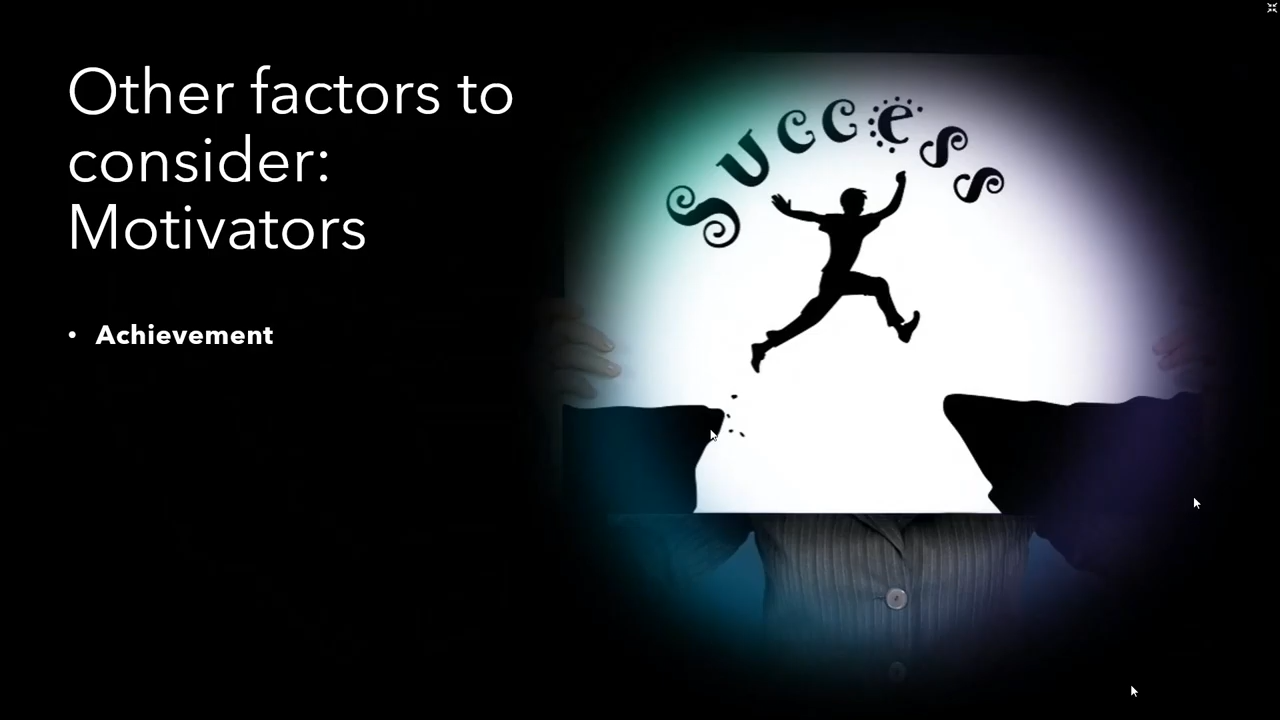 Other factors to
consider:
Motivators
• Achievement
Success